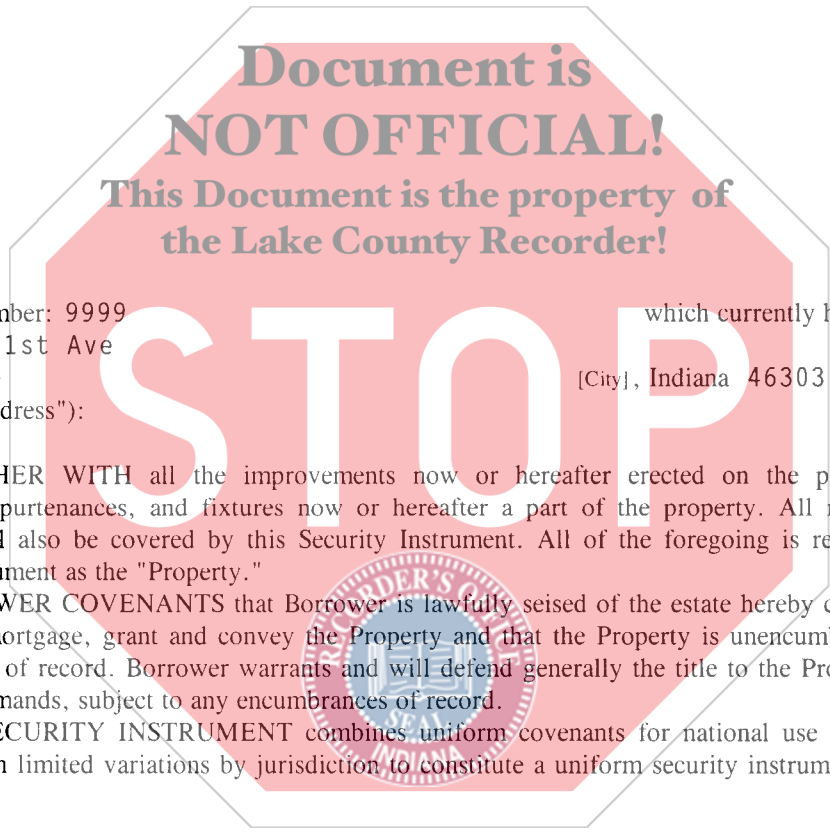 Document is
NOT OFFICIAL!
This Document is the property of
the Lake County Recorder!
STOP
mber: 9999 which currently h
1st Ave
[City], Indiana 46303
dress"):
HER WITH all the improvements now or hereafter erected on the p
purtenances, and fixtures now or hereafter a part of the property. All
also be covered by this Security Instrument. All of the foregoing is re
ument as the "Property."
WER COVENANTS that Borrower is lawfully seised of the estate hereby
ortgage, grant and convey the Property and that the Property is unencumb
of record. Borrower warrants and will defend generally the title to the Pro
mands, subject to any encumbrances of record.
ECURITY INSTRUMENT combines uniform covenants for national use
limited variations by jurisdiction to constitute a uniform security instrum
RECORDER'S OFFICE
SEAL
INDIANA